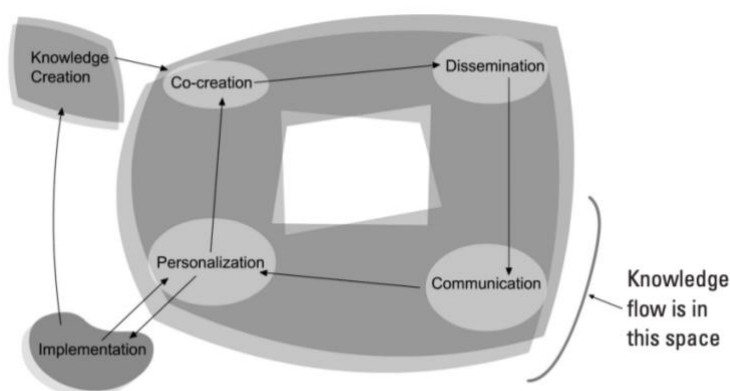 Knowledge
Creation
Co-creation
Dissemination
Personalization
Communication
Implementation
Knowledge
flow is in
this space